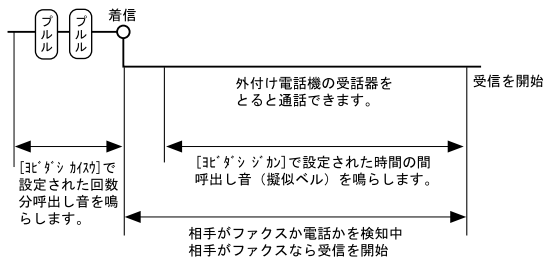 プルル
プルル
着信
外付け電話機の受話器を
とると通話できます。
受信を開始
[ﾖﾋﾞﾀﾞｼ ｶｲｽｳ]で
設定された回数
分呼出し音を鳴
らします。
[ﾖﾋﾞﾀﾞｼ ｼﾞｶﾝ]で設定された時間の間
呼出し音（擬似ベル）を鳴らします。
相手がファクスか電話かを検知中
相手がファクスなら受信を開始